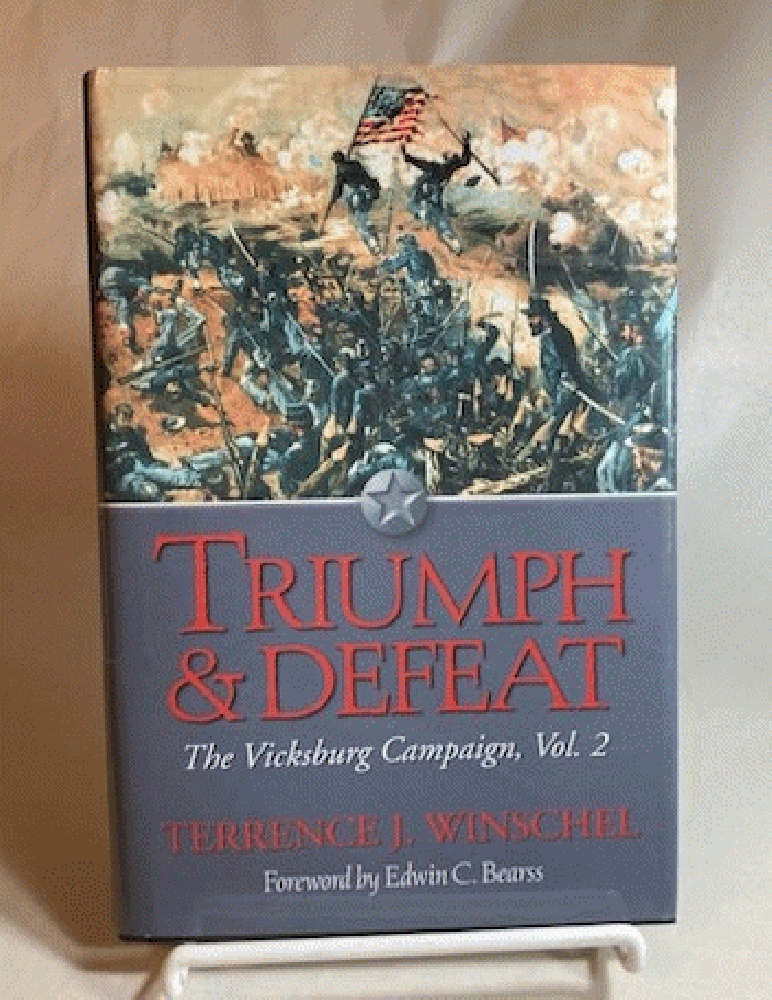 TRIUMPH
& DEFEAT
The Vicksburg Campaign, Vol. 2
TERRENCE J. WINSCHEL
Foreword by Edwin C. Bearss